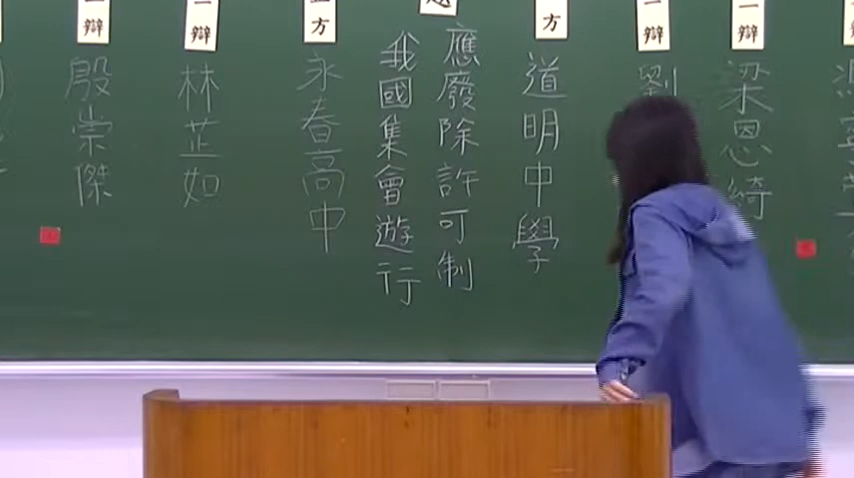 辯
殷崇傑
辯
林芷如
方
永春高中
我國集會遊行
應廢除許可制
方
道明中學
辯
劉
辯
梁恩綺